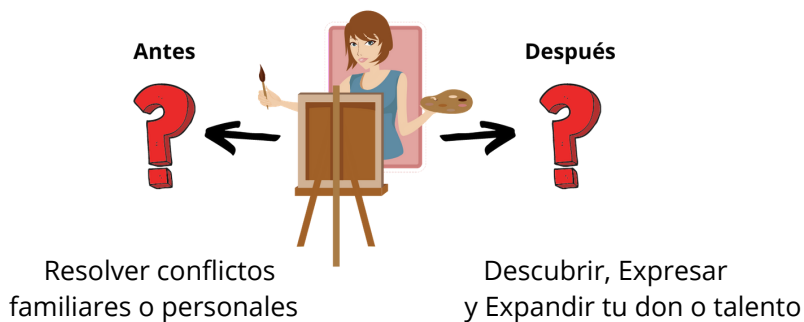 Antes
Después
Resolver conflictos
familiares o personales
Descubrir, Expresar
y Expandir tu don o talento